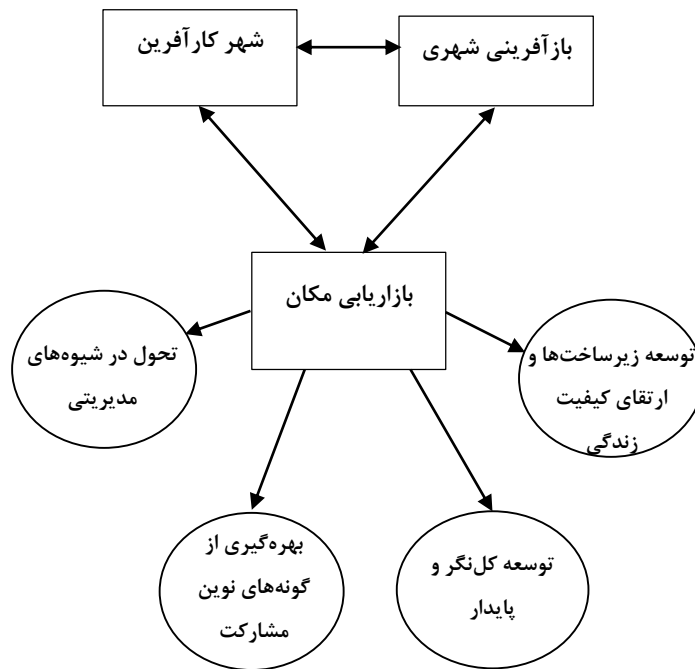 بازآفرینی شهری
شهر کارآفرین
بازاریابی مکان
توسعه زیرساخت‌ها و
ارتقای کیفیت
زندگی
تحول در شیوه‌های
مدیریتی
توسعه کل‌نگر و
پایدار
بهره‌گیری از
گونه‌های نوین
مشارکت